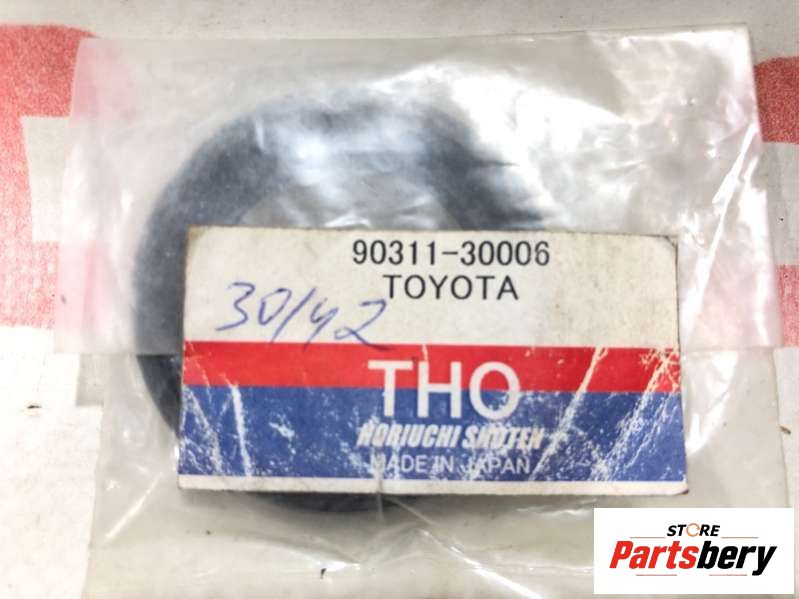 90311-30006
TOYOTA
30/42
THO
HORIUCHI SHOTEN
MADE IN JAPAN
STORE
Partsbery